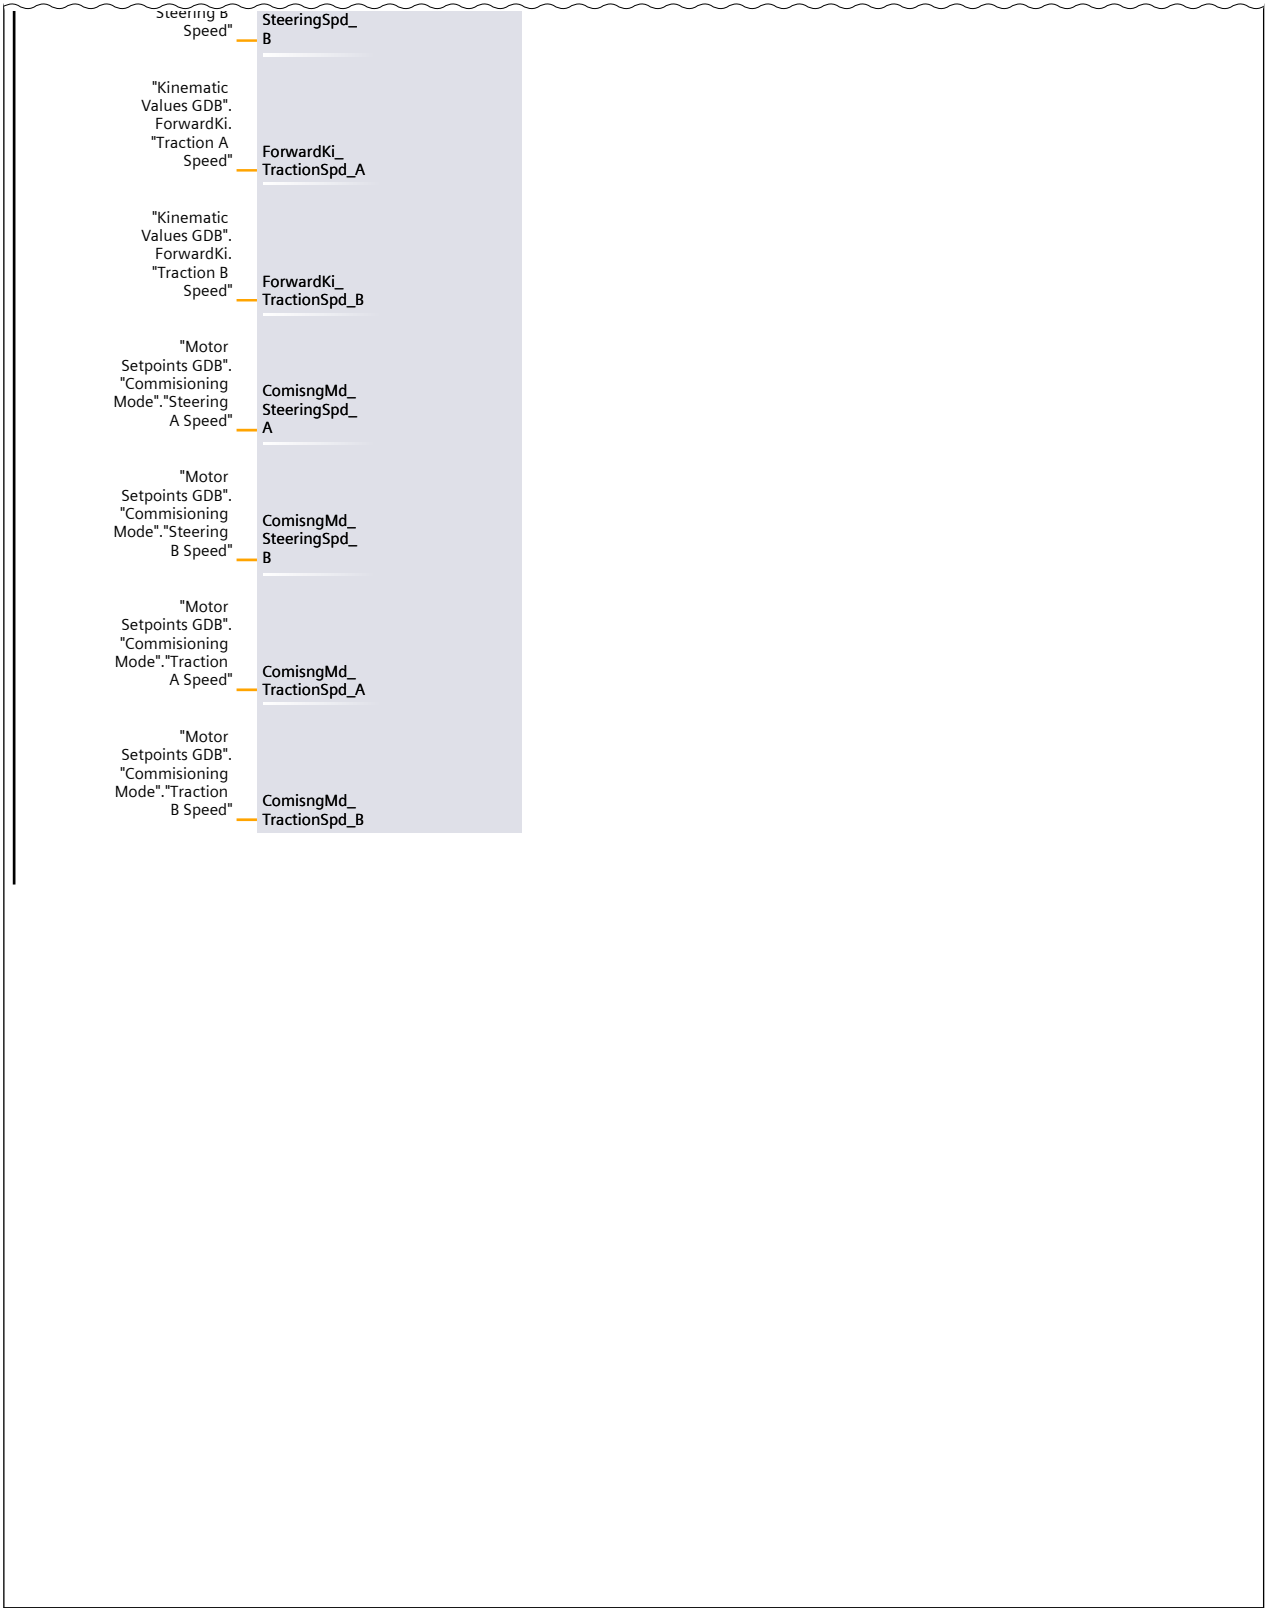 Steering B
Speed"
SteeringSpd_
B
"Kinematic
Values GDB".
ForwardKi.
"Traction A
Speed"
ForwardKi_
TractionSpd_A
"Kinematic
Values GDB".
ForwardKi.
"Traction B
Speed"
ForwardKi_
TractionSpd_B
"Motor
Setpoints GDB".
"Commisioning
Mode"."Steering
A Speed"
ComisngMd_
SteeringSpd_
A
"Motor
Setpoints GDB".
"Commisioning
Mode"."Steering
B Speed"
ComisngMd_
SteeringSpd_
B
"Motor
Setpoints GDB".
"Commisioning
Mode"."Traction
A Speed"
ComisngMd_
TractionSpd_A
"Motor
Setpoints GDB".
"Commisioning
Mode"."Traction
B Speed"
ComisngMd_
TractionSpd_B